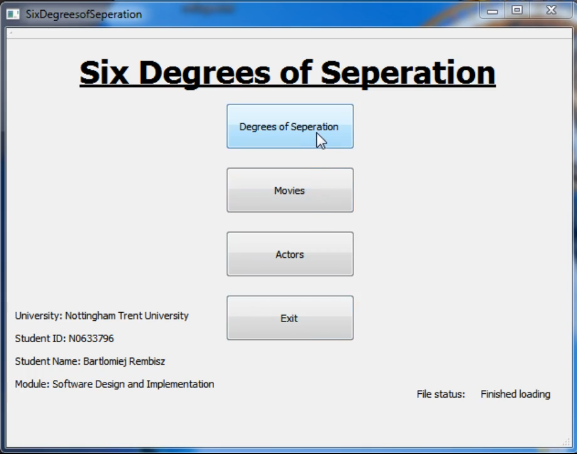 SixDegreesofSeperation
Six Degrees of Seperation
Degrees of Seperation
Movies
Actors
Exit
University: Nottingham Trent University
Student ID: N0633796
Student Name: Bartlomiej Rembisz
Module: Software Design and Implementation
File status: Finished loading